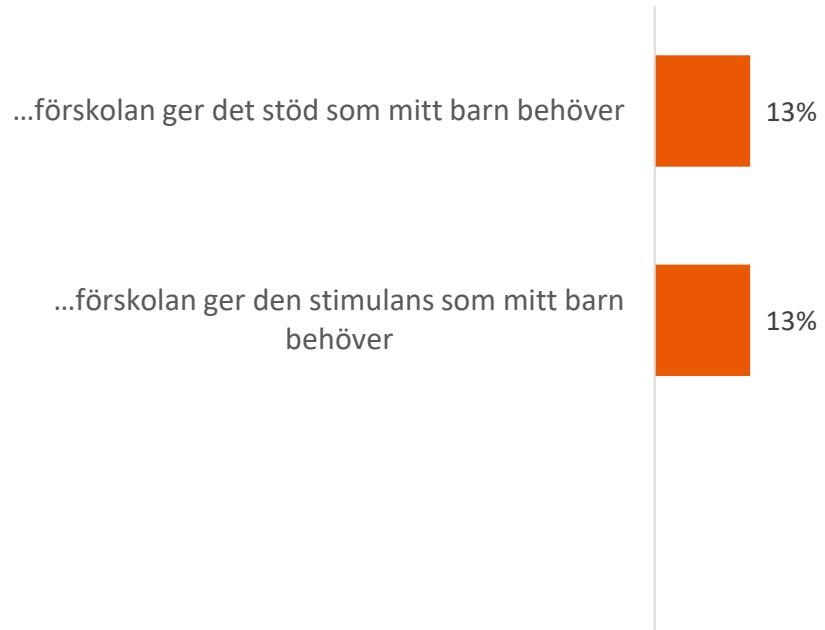 …förskolan ger det stöd som mitt barn behöver
13%
…förskolan ger den stimulans som mitt barn
behöver
13%